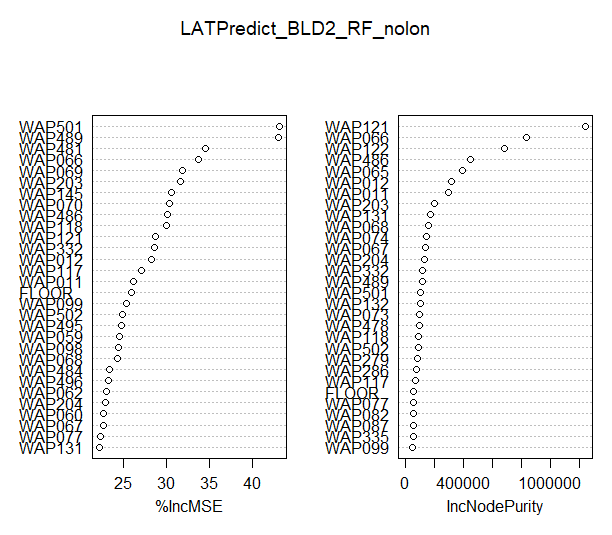 LATPredict_BLD2_RF_nolon
WAP501
WAP489
WAP481
WAP066
WAP069
WAP203
WAP145
WAP070
WAP486
WAP118
WAP121
WAP332
WAP012
WAP117
WAP011
FLOOR
WAP099
WAP502
WAP495
WAP059
WAP098
WAP068
WAP484
WAP496
WAP062
WAP204
WAP060
WAP067
WAP077
WAP131
25 30 35 40
%IncMSE
WAP121
WAP066
WAP122
WAP486
WAP065
WAP012
WAP011
WAP203
WAP131
WAP068
WAP074
WAP067
WAP204
WAP332
WAP489
WAP501
WAP132
WAP073
WAP478
WAP118
WAP502
WAP279
WAP286
WAP117
FLOOR
WAP077
WAP082
WAP087
WAP335
WAP099
0 400000 1000000
IncNodePurity